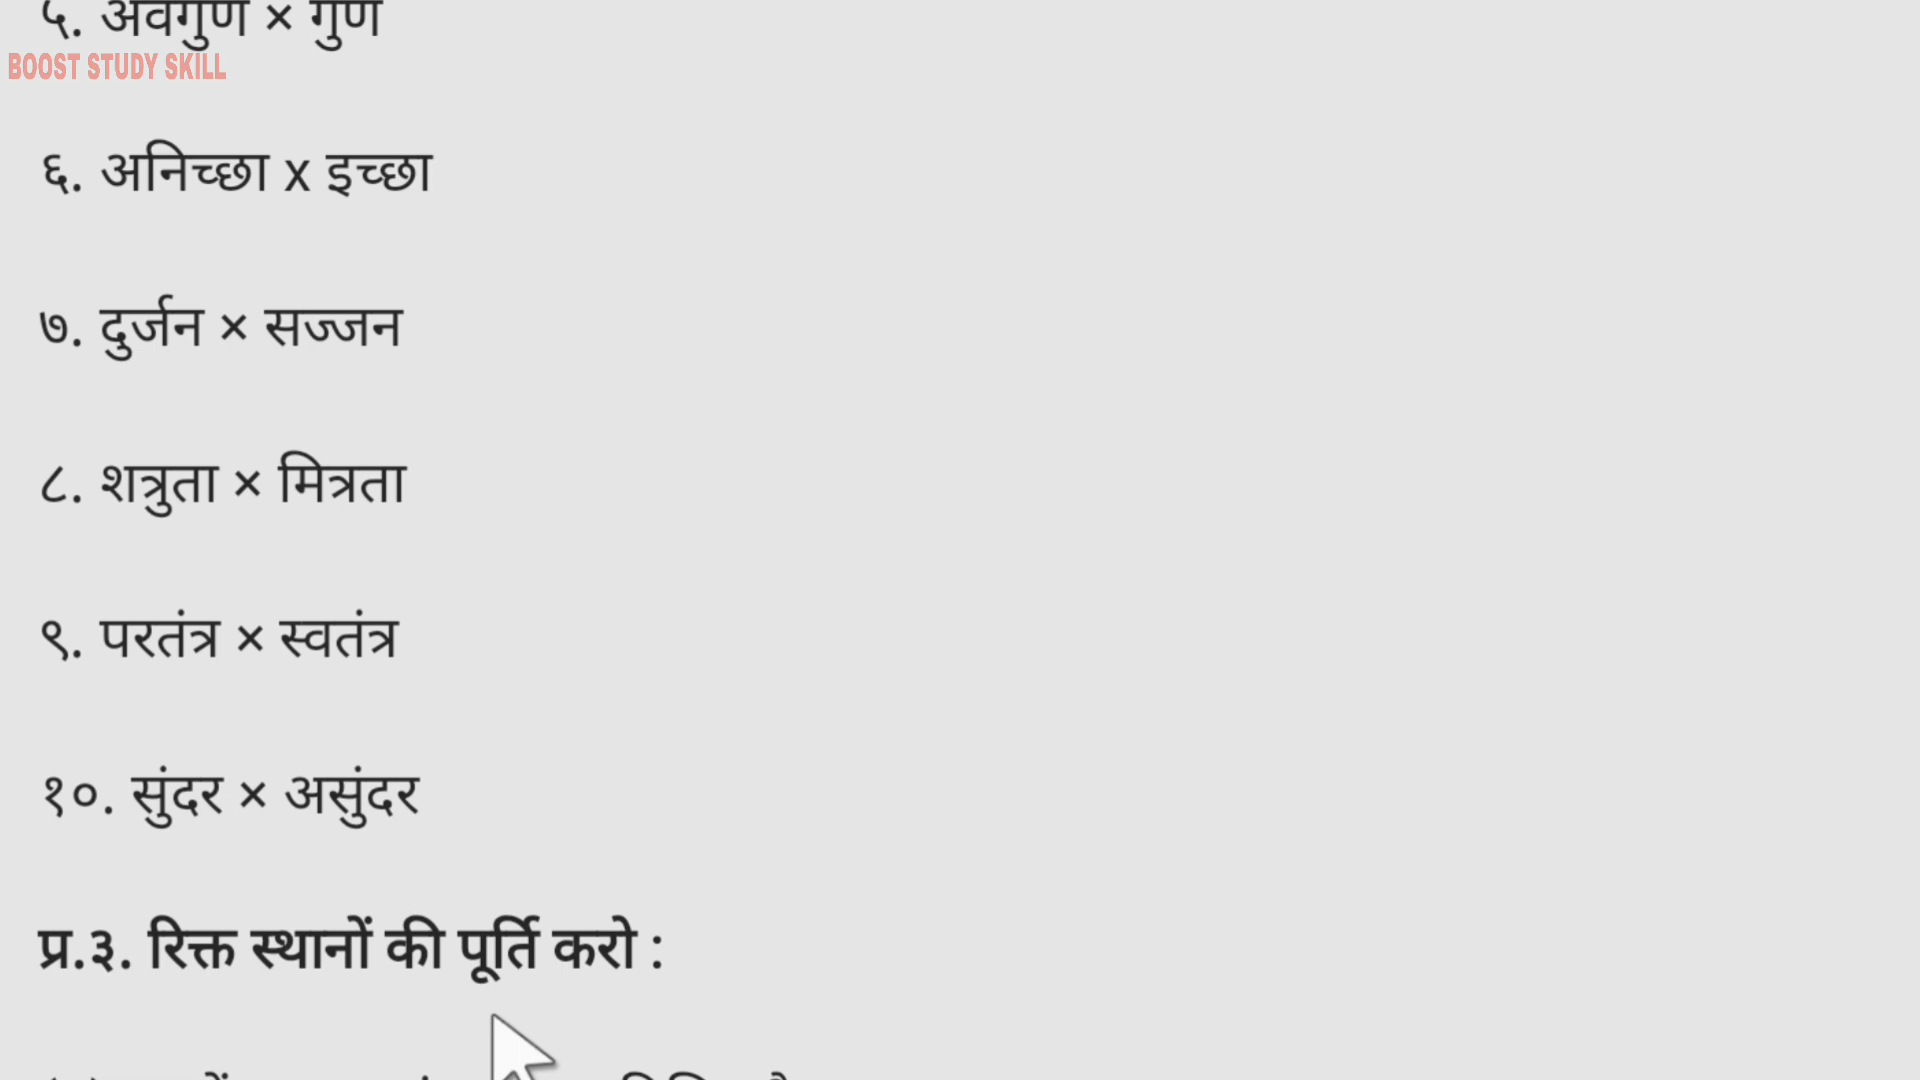 ५. अवगुण × गुण
BOOST STUDY SKILL
६. अनिच्छा x इच्छा
७. दुर्जन × सज्जन
८. शत्रुता × मित्रता
९. परतंत्र × स्वतंत्र
१०. सुंदर × असुंदर
प्र.३. रिक्त स्थानों की पूर्ति करो :